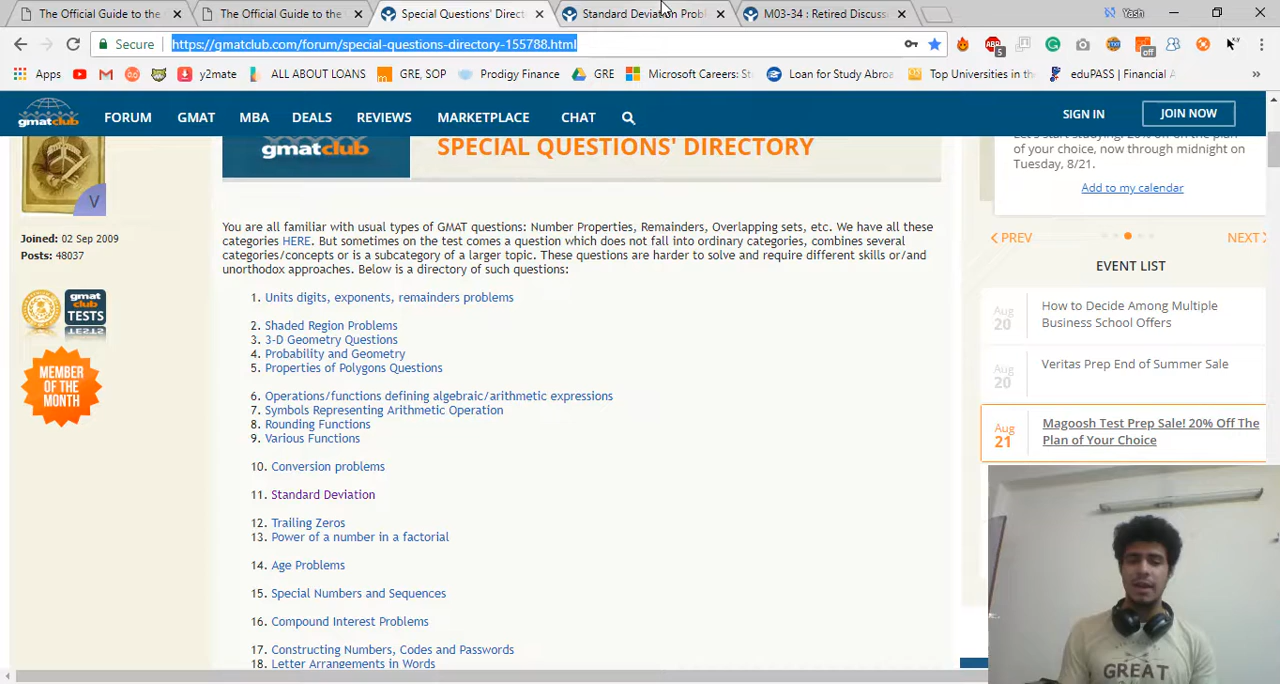 The Official Guide to the
The Official Guide to the
Special Questions' Direct
Standard Deviation Probl
M03-34 : Retired Discuss
Yash
Secure
https://gmatclub.com/forum/special-questions-directory-155788.html
Apps
y2mate
ALL ABOUT LOANS
GRE, SOP
Prodigy Finance
GRE
Microsoft Careers: St
Loan for Study Abroa
Top Universities in the
eduPASS | Financial A
gmatclub
FORUM
GMAT
MBA
DEALS
REVIEWS
MARKETPLACE
CHAT
SIGN IN
JOIN NOW
V
Joined: 02 Sep 2009
Posts: 48037
gmat club TESTS
MEMBER
OF THE
MONTH
gmatclub
SPECIAL QUESTIONS' DIRECTORY
You are all familiar with usual types of GMAT questions: Number Properties, Remainders, Overlapping sets, etc. We have all these
categories HERE. But sometimes on the test comes a question which does not fall into ordinary categories, combines several
categories/concepts or is a subcategory of a larger topic. These questions are harder to solve and require different skills or/and
unorthodox approaches. Below is a directory of such questions:
1. Units digits, exponents, remainders problems
2. Shaded Region Problems
3. 3-D Geometry Questions
4. Probability and Geometry
5. Properties of Polygons Questions
6. Operations/functions defining algebraic/arithmetic expressions
7. Symbols Representing Arithmetic Operation
8. Rounding Functions
9. Various Functions
10. Conversion problems
11. Standard Deviation
12. Trailing Zeros
13. Power of a number in a factorial
14. Age Problems
15. Special Numbers and Sequences
16. Compound Interest Problems
17. Constructing Numbers, Codes and Passwords
18. Letter Arrangements in Words
Let's start studying! 20% off on the plan
of your choice, now through midnight on
Tuesday, 8/21.
Add to my calendar
PREV
NEXT
EVENT LIST
Aug
20
How to Decide Among Multiple
Business School Offers
Aug
20
Veritas Prep End of Summer Sale
Aug
21
Magoosh Test Prep Sale! 20% Off The
Plan of Your Choice
GREAT